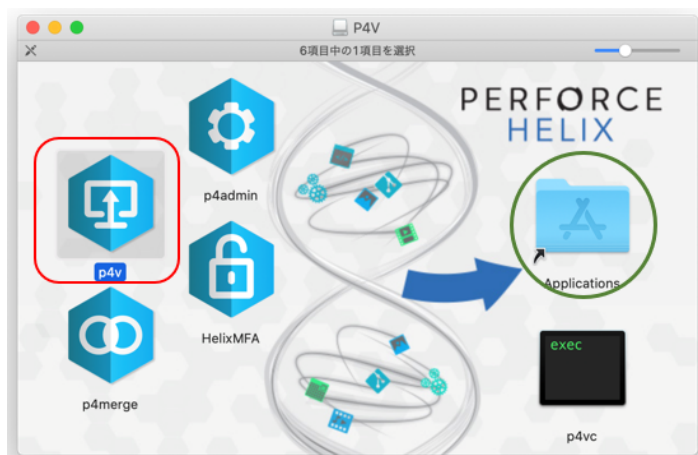 P4V
6項目中の1項目を選択
PERFORCE
HELIX
p4admin
p4v
Applications
HelixMFA
exec
p4merge
p4vc